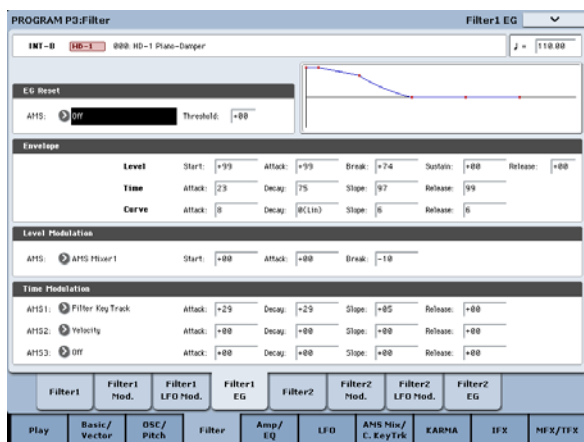 PROGRAM P3:Filter Filter1 EG
INT-D HD-1 000: HD-1 Piano-Damper ♩ = 110.00
EG Reset
AMS: Off Threshold: +00
Envelope
Level Start: +99 Attack: +99 Break: +74 Sustain: +00 Release: +00
Time Attack: 23 Decay: 75 Slope: 97 Release: 99
Curve Attack: 8 Decay: 0(Lin) Slope: 6 Release: 6
Level Modulation
AMS: AMS Mixer1 Start: +00 Attack: +00 Break: -10
Time Modulation
AMS1: Filter Key Track Attack: +29 Decay: +29 Slope: +05 Release: +00
AMS2: Velocity Attack: +00 Decay: +00 Slope: +00 Release: +00
AMS3: Off Attack: +00 Decay: +00 Slope: +00 Release: +00
Filter1 Filter1 Mod. Filter1 LFO Mod. Filter1 EG Filter2 Filter2 Mod. Filter2 LFO Mod. Filter2 EG
Play Basic/ Vector OSC/ Pitch Filter Amp/ EQ LFO AMS Mix/ C. KeyTrk KARMA IFX MFX/TFX